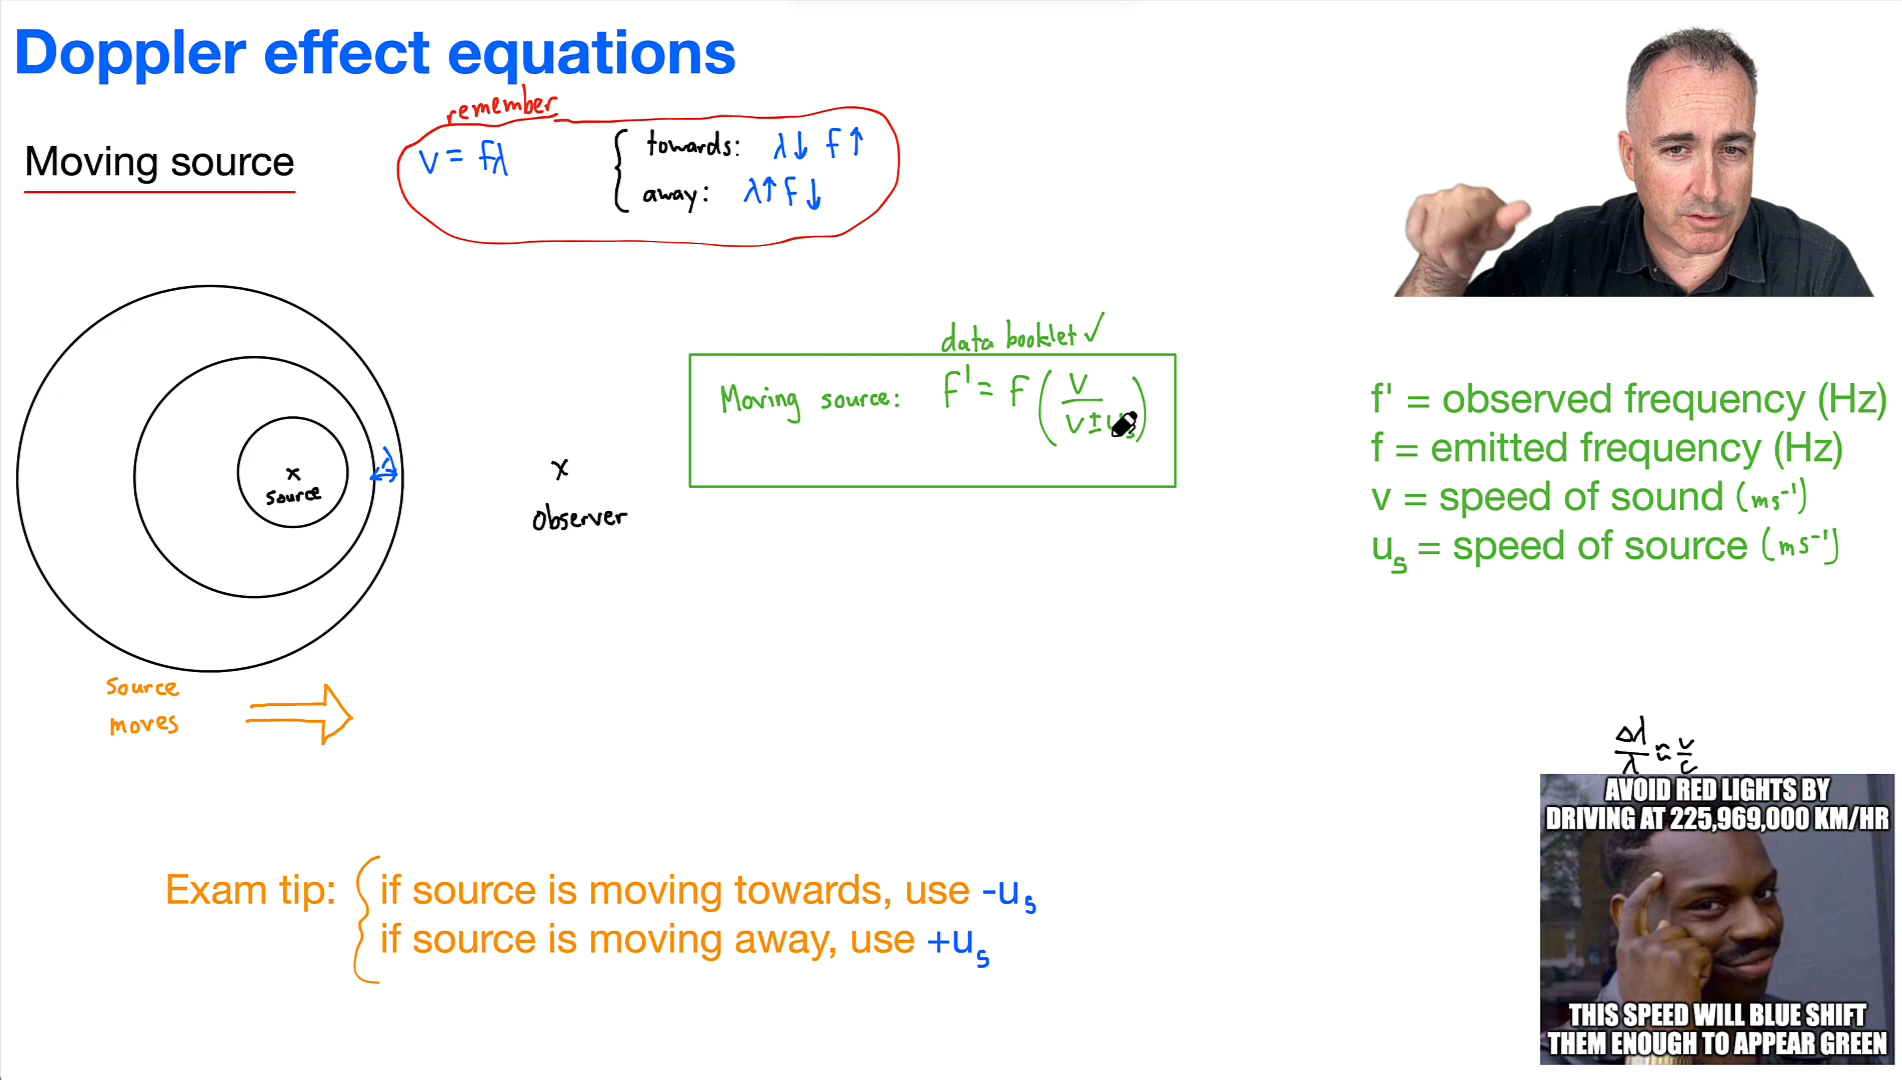 Doppler effect equations
remember
Moving source
v = fλ
towards: λ↓ f↑
away: λ↑ f↓
data booklet ✓
Moving source: f' = f (v / v ± us)
f' = observed frequency (Hz)
f = emitted frequency (Hz)
v = speed of sound (ms⁻¹)
us = speed of source (ms⁻¹)
λ
x
source
x
observer
source
moves
Δλ/λ ≈ v/c
AVOID RED LIGHTS BY
DRIVING AT 225,969,000 KM/HR
THIS SPEED WILL BLUE SHIFT
THEM ENOUGH TO APPEAR GREEN
Exam tip: { if source is moving towards, use -us
if source is moving away, use +us